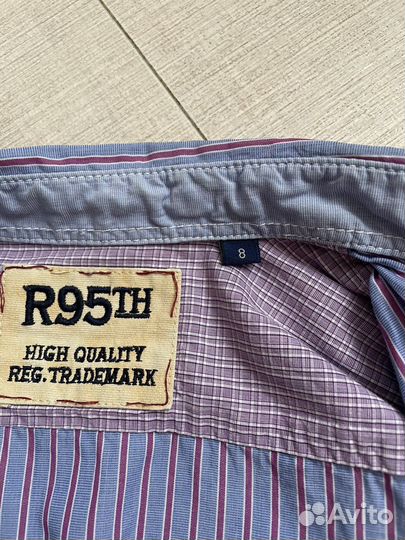 8
R95TH
HIGH QUALITY
REG.TRADEMARK
Avito